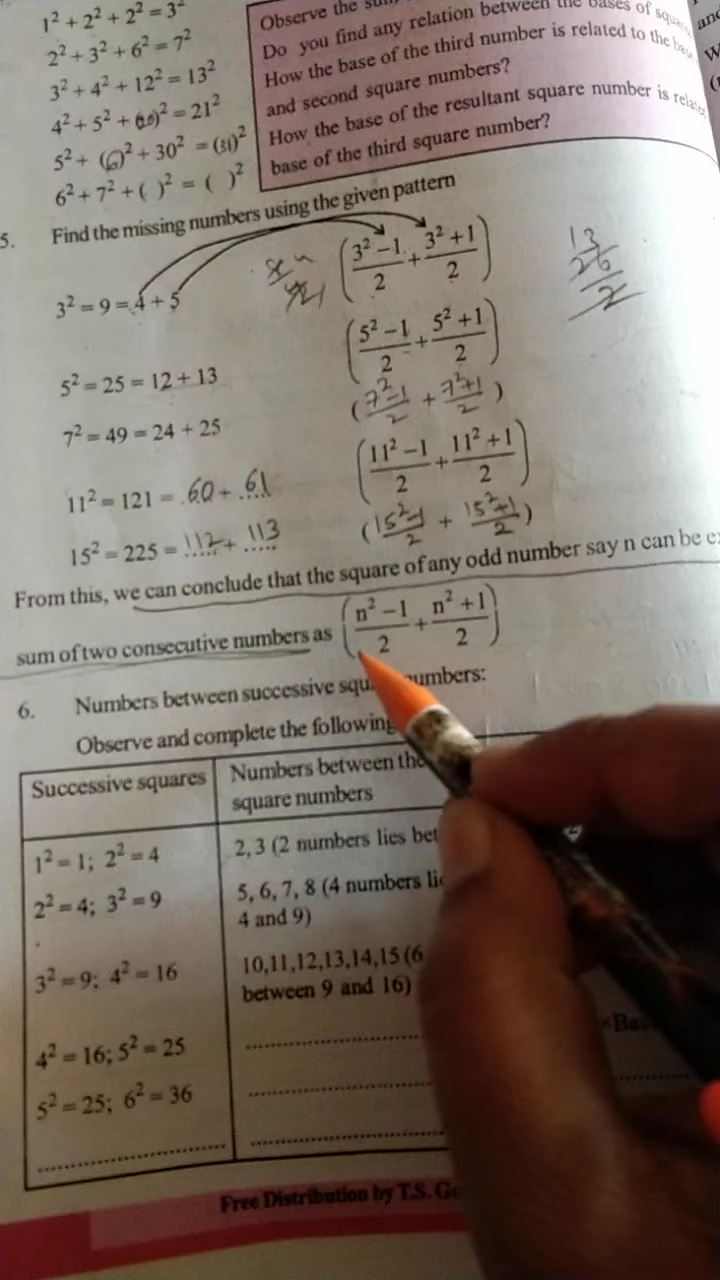 1² + 2² + 2² = 3²
2² + 3² + 6² = 7²
3² + 4² + 12² = 13²
4² + 5² + (20)² = 21²
5² + (6)² + 30² = (31)²
6² + 7² + ( )² = ( )²
Observe the sum
Do you find any relation between the bases of squar
How the base of the third number is related to the base
and second square numbers?
How the base of the resultant square number is related
base of the third square number?
5. Find the missing numbers using the given pattern
3² = 9 = 4 + 5 (3² − 1 / 2 + 3² + 1 / 2)
5² = 25 = 12 + 13 (5² − 1 / 2 + 5² + 1 / 2)
7² = 49 = 24 + 25 (7² − 1 / 2 + 7² + 1 / 2)
11² = 121 = 60 + 61 (11² − 1 / 2 + 11² + 1 / 2)
15² = 225 = 112 + 113 (15² − 1 / 2 + 15² + 1 / 2)
13
26
2
From this, we can conclude that the square of any odd number say n can be ex
sum of two consecutive numbers as (n² − 1 / 2 + n² + 1 / 2)
6. Numbers between successive squ umbers:
Observe and complete the following
Successive squares
Numbers between the
square numbers
1² = 1; 2² = 4
2, 3 (2 numbers lies bet
2² = 4; 3² = 9
5, 6, 7, 8 (4 numbers lie
4 and 9)
3² = 9; 4² = 16
10,11,12,13,14,15 (6
between 9 and 16)
4² = 16; 5² = 25
5² = 25; 6² = 36
×Bas
Free Distribution by T.S. Go